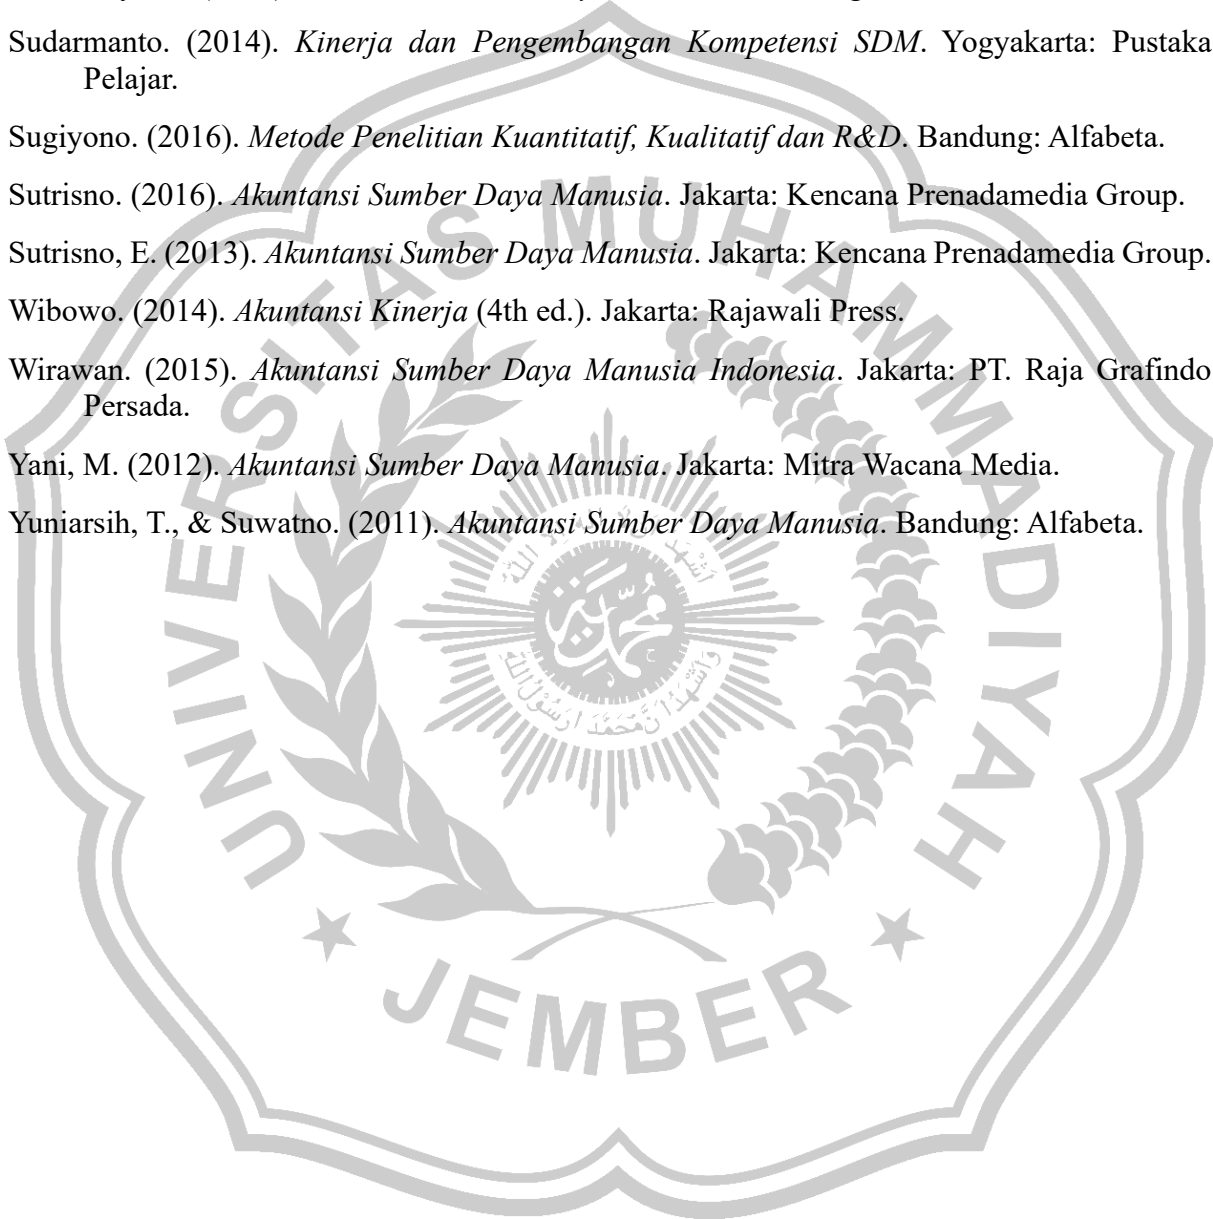 Sudarmanto. (2014). Kinerja dan Pengembangan Kompetensi SDM. Yogyakarta: Pustaka
Pelajar.
Sugiyono. (2016). Metode Penelitian Kuantitatif, Kualitatif dan R&D. Bandung: Alfabeta.
Sutrisno. (2016). Akuntansi Sumber Daya Manusia. Jakarta: Kencana Prenadamedia Group.
Sutrisno, E. (2013). Akuntansi Sumber Daya Manusia. Jakarta: Kencana Prenadamedia Group.
Wibowo. (2014). Akuntansi Kinerja (4th ed.). Jakarta: Rajawali Press.
Wirawan. (2015). Akuntansi Sumber Daya Manusia Indonesia. Jakarta: PT. Raja Grafindo
Persada.
Yani, M. (2012). Akuntansi Sumber Daya Manusia. Jakarta: Mitra Wacana Media.
Yuniarsih, T., & Suwatno. (2011). Akuntansi Sumber Daya Manusia. Bandung: Alfabeta.
UNIVERSITAS MUHAMMADIYAH
JEMBER